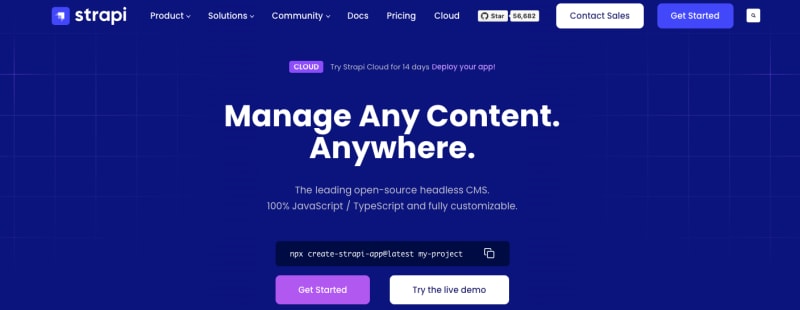 strapi Product Solutions Community Docs Pricing Cloud Star 56,682 Contact Sales Get Started
CLOUD Try Strapi Cloud for 14 days Deploy your app!
Manage Any Content.
Anywhere.
The leading open-source headless CMS.
100% JavaScript / TypeScript and fully customizable.
npx create-strapi-app@latest my-project
Get Started Try the live demo